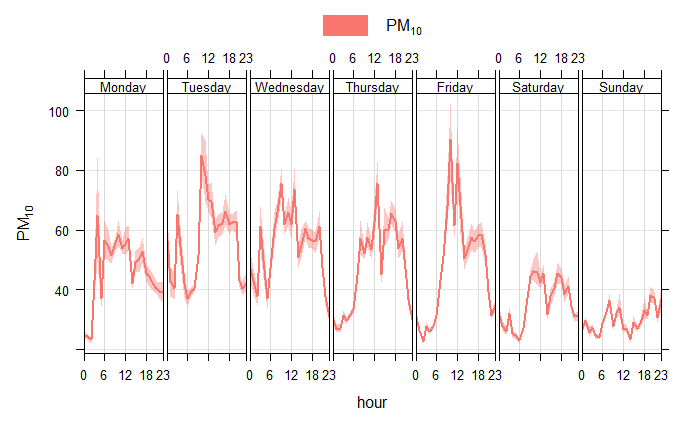 PM10
0 6 12 18 23 0 6 12 18 23 0 6 12 18 23
Monday Tuesday Wednesday Thursday Friday Saturday Sunday
100
80
60
40
PM10
0 6 12 18 23 0 6 12 18 23 0 6 12 18 23 0 6 12 18 23
hour